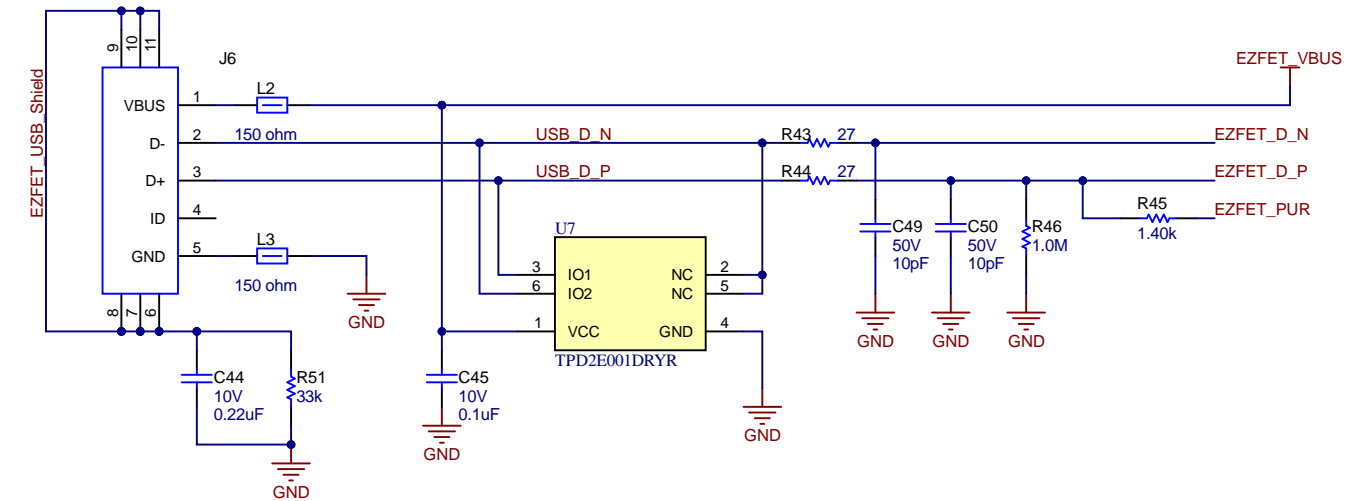 9
10
11
J6
EZFET_USB_Shield
EZFET_VBUS
VBUS
1
L2
150 ohm
D-
2
USB_D_N
R43
27
EZFET_D_N
D+
3
USB_D_P
R44
27
EZFET_D_P
ID
4
R45
1.40k
EZFET_PUR
GND
5
L3
150 ohm
GND
U7
C49
50V
10pF
C50
50V
10pF
R46
1.0M
3
IO1
NC
2
6
IO2
NC
5
1
VCC
GND
4
TPD2E001DRYR
GND
GND
GND
8
7
6
C44
10V
0.22uF
R51
33k
C45
10V
0.1uF
GND
GND
GND